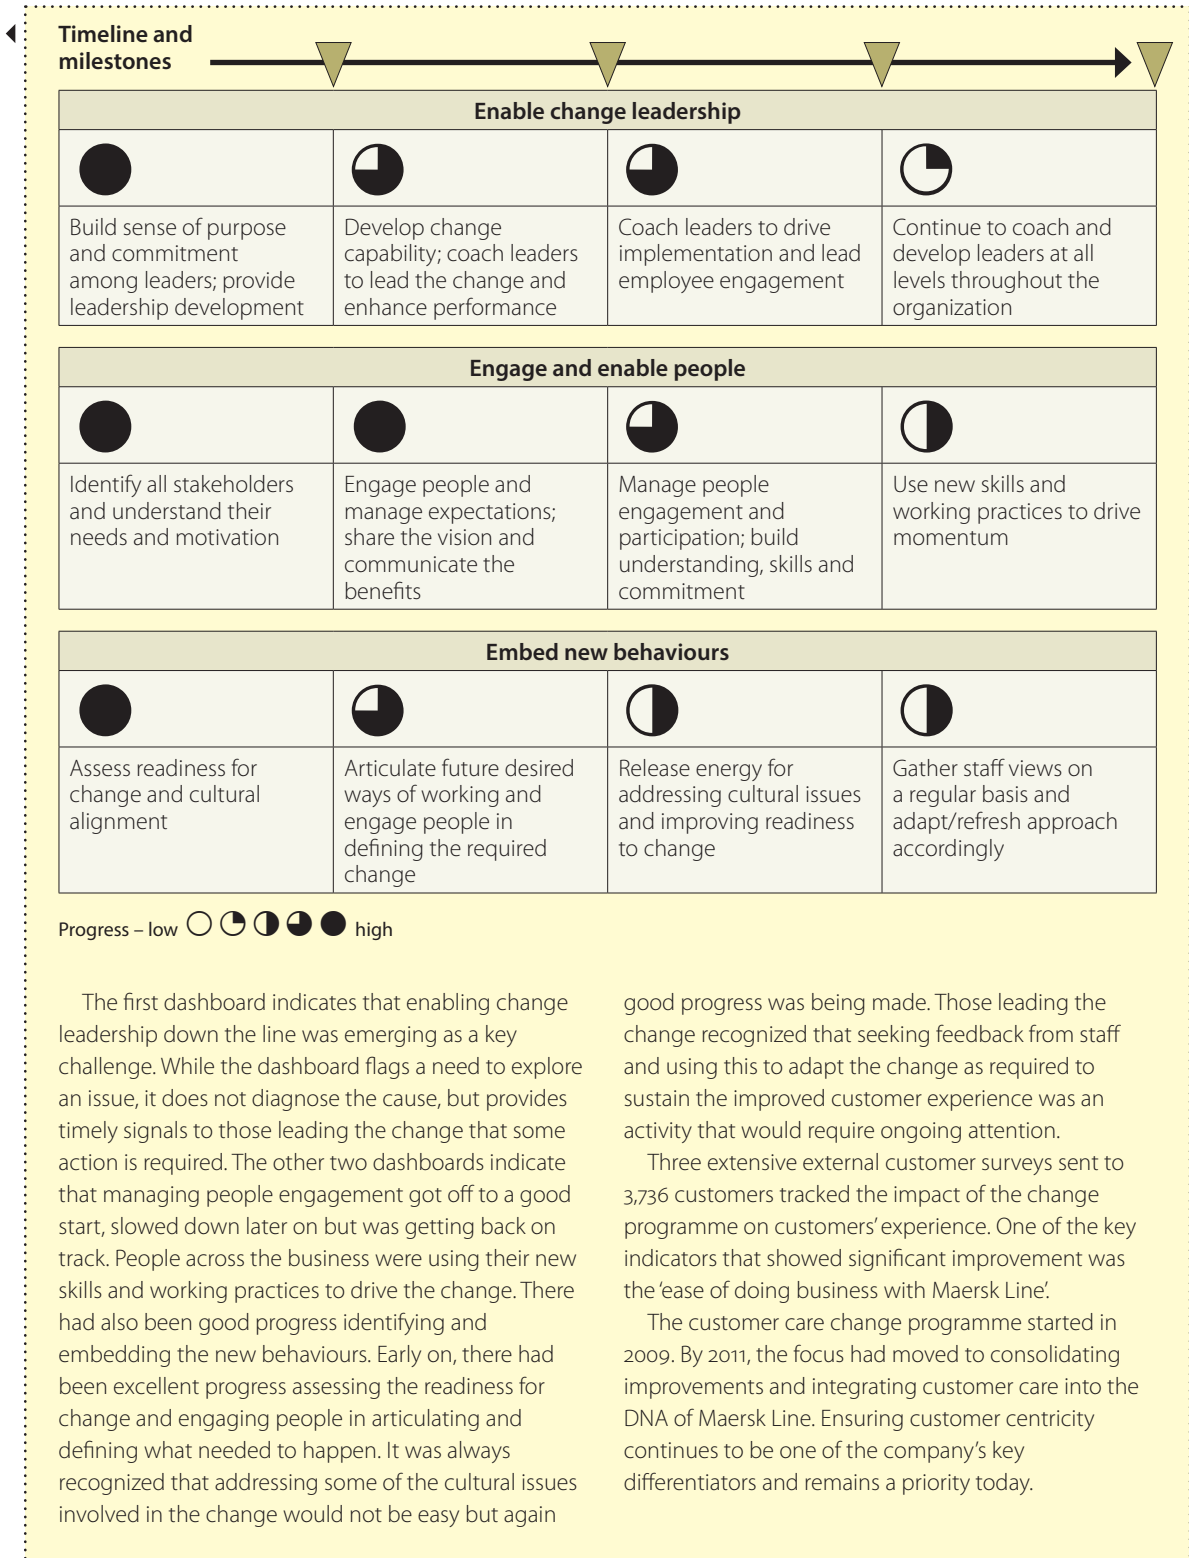 Timeline and
milestones
Enable change leadership
Build sense of purpose
and commitment
among leaders; provide
leadership development
Develop change
capability; coach leaders
to lead the change and
enhance performance
Coach leaders to drive
implementation and lead
employee engagement
Continue to coach and
develop leaders at all
levels throughout the
organization
Engage and enable people
Identify all stakeholders
and understand their
needs and motivation
Engage people and
manage expectations;
share the vision and
communicate the
benefits
Manage people
engagement and
participation; build
understanding, skills and
commitment
Use new skills and
working practices to drive
momentum
Embed new behaviours
Assess readiness for
change and cultural
alignment
Articulate future desired
ways of working and
engage people in
defining the required
change
Release energy for
addressing cultural issues
and improving readiness
to change
Gather staff views on
a regular basis and
adapt/refresh approach
accordingly
Progress – low high
The first dashboard indicates that enabling change
leadership down the line was emerging as a key
challenge. While the dashboard flags a need to explore
an issue, it does not diagnose the cause, but provides
timely signals to those leading the change that some
action is required. The other two dashboards indicate
that managing people engagement got off to a good
start, slowed down later on but was getting back on
track. People across the business were using their new
skills and working practices to drive the change. There
had also been good progress identifying and
embedding the new behaviours. Early on, there had
been excellent progress assessing the readiness for
change and engaging people in articulating and
defining what needed to happen. It was always
recognized that addressing some of the cultural issues
involved in the change would not be easy but again
good progress was being made. Those leading the
change recognized that seeking feedback from staff
and using this to adapt the change as required to
sustain the improved customer experience was an
activity that would require ongoing attention.
Three extensive external customer surveys sent to
3,736 customers tracked the impact of the change
programme on customers' experience. One of the key
indicators that showed significant improvement was
the 'ease of doing business with Maersk Line'.
The customer care change programme started in
2009. By 2011, the focus had moved to consolidating
improvements and integrating customer care into the
DNA of Maersk Line. Ensuring customer centricity
continues to be one of the company's key
differentiators and remains a priority today.